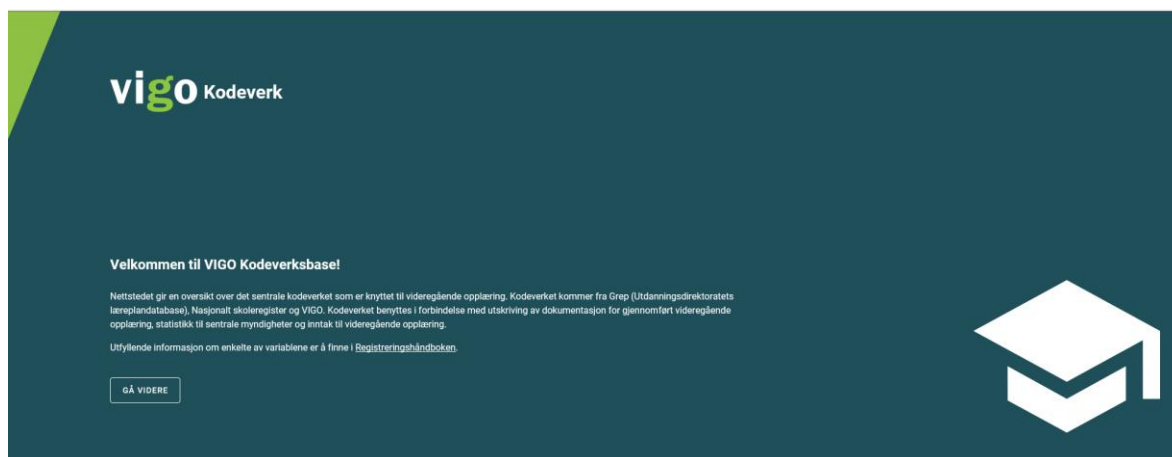 vigo Kodeverk
Velkommen til VIGO Kodeverksbase!
Nettstedet gir en oversikt over det sentrale kodeverket som er knyttet til videregående opplæring. Kodeverket kommer fra Grep (Utdanningsdirektoratets
læreplandatabase), Nasjonalt skoleregister og VIGO. Kodeverket benyttes i forbindelse med utskriving av dokumentasjon for gjennomført videregående
opplæring, statistikk til sentrale myndigheter og inntak til videregående opplæring.
Utfyllende informasjon om enkelte av variablene er å finne i Registreringshåndboken.
GÅ VIDERE